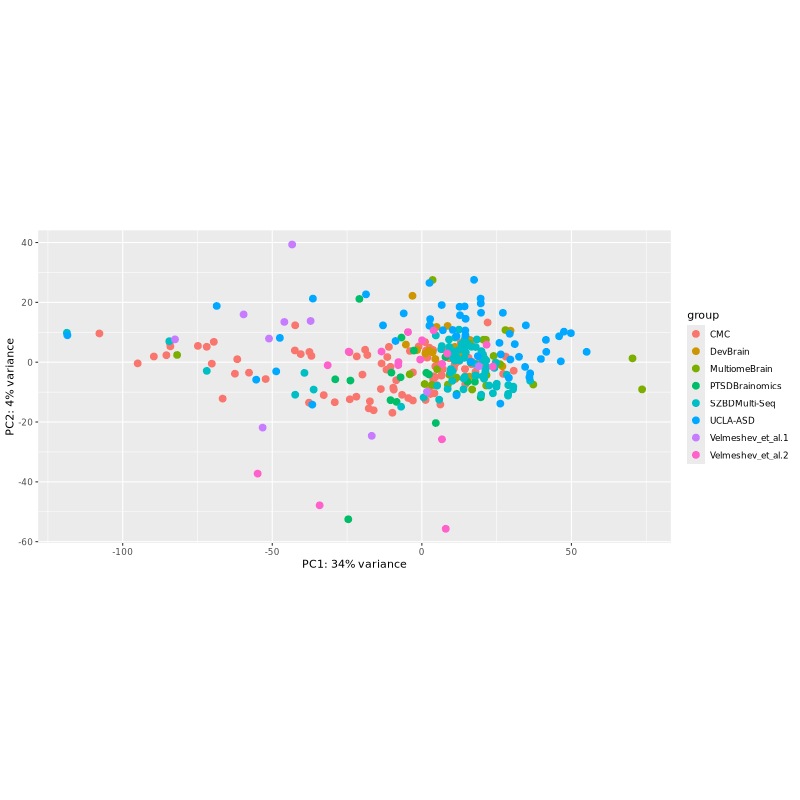 40
20
0
-20
-40
-60
-100
-50
0
50
PC1: 34% variance
PC2: 4% variance
group
CMC
DevBrain
MultiomeBrain
PTSDBrainomics
SZBDMulti-Seq
UCLA-ASD
Velmeshev_et_al.1
Velmeshev_et_al.2